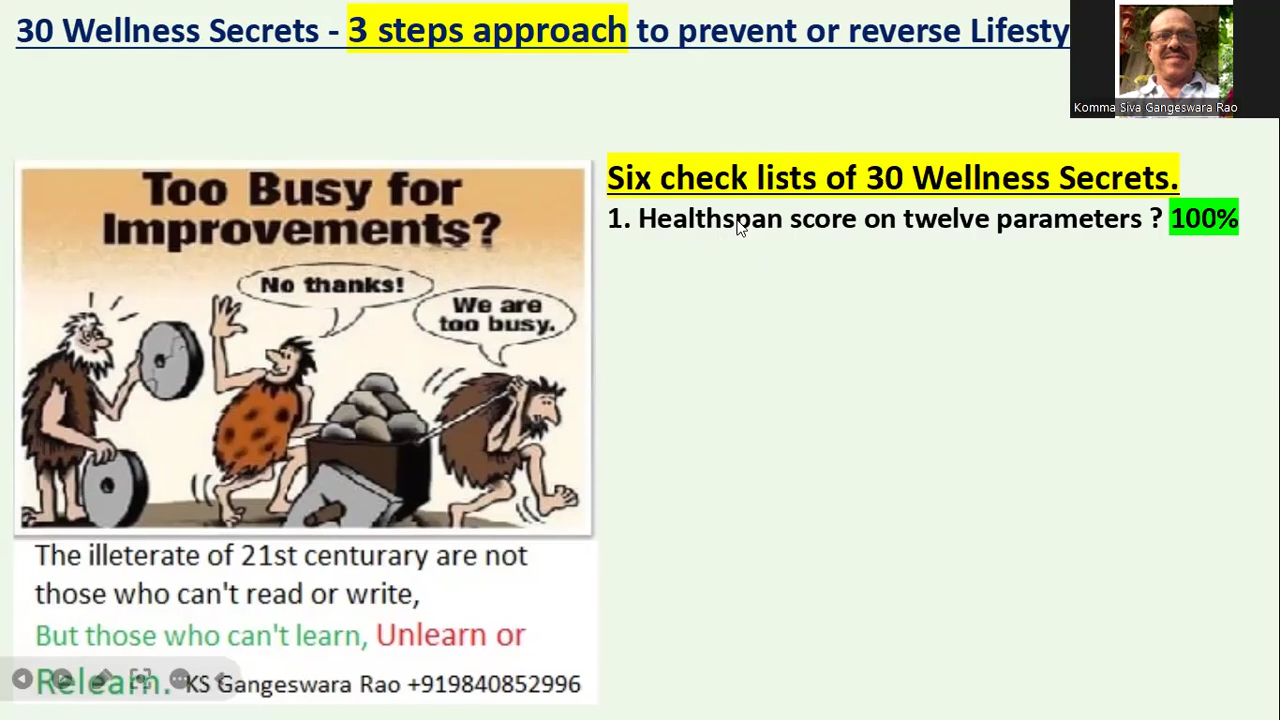 30 Wellness Secrets - 3 steps approach to prevent or reverse Lifesty
Komma Siva Gangeswara Rao
Too Busy for
Improvements?
No thanks!
We are
too busy.
Six check lists of 30 Wellness Secrets.
1. Healthspan score on twelve parameters ? 100%
The illeterate of 21st centurary are not
those who can't read or write,
But those who can't learn, Unlearn or
Relearn. KS Gangeswara Rao +919840852996